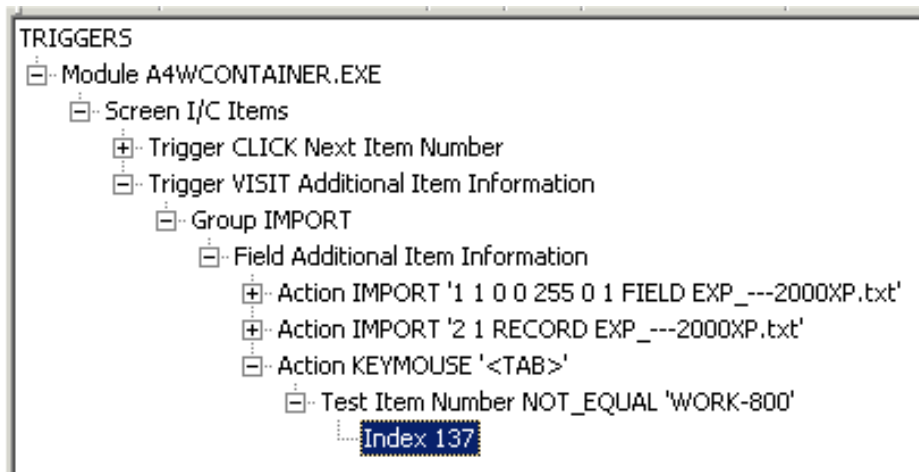 TRIGGERS
Module A4WCONTAINER.EXE
Screen I/C Items
Trigger CLICK Next Item Number
Trigger VISIT Additional Item Information
Group IMPORT
Field Additional Item Information
Action IMPORT '1 1 0 0 255 0 1 FIELD EXP_---2000XP.txt'
Action IMPORT '2 1 RECORD EXP_---2000XP.txt'
Action KEYMOUSE '<TAB>'
Test Item Number NOT_EQUAL 'WORK-800'
Index 137